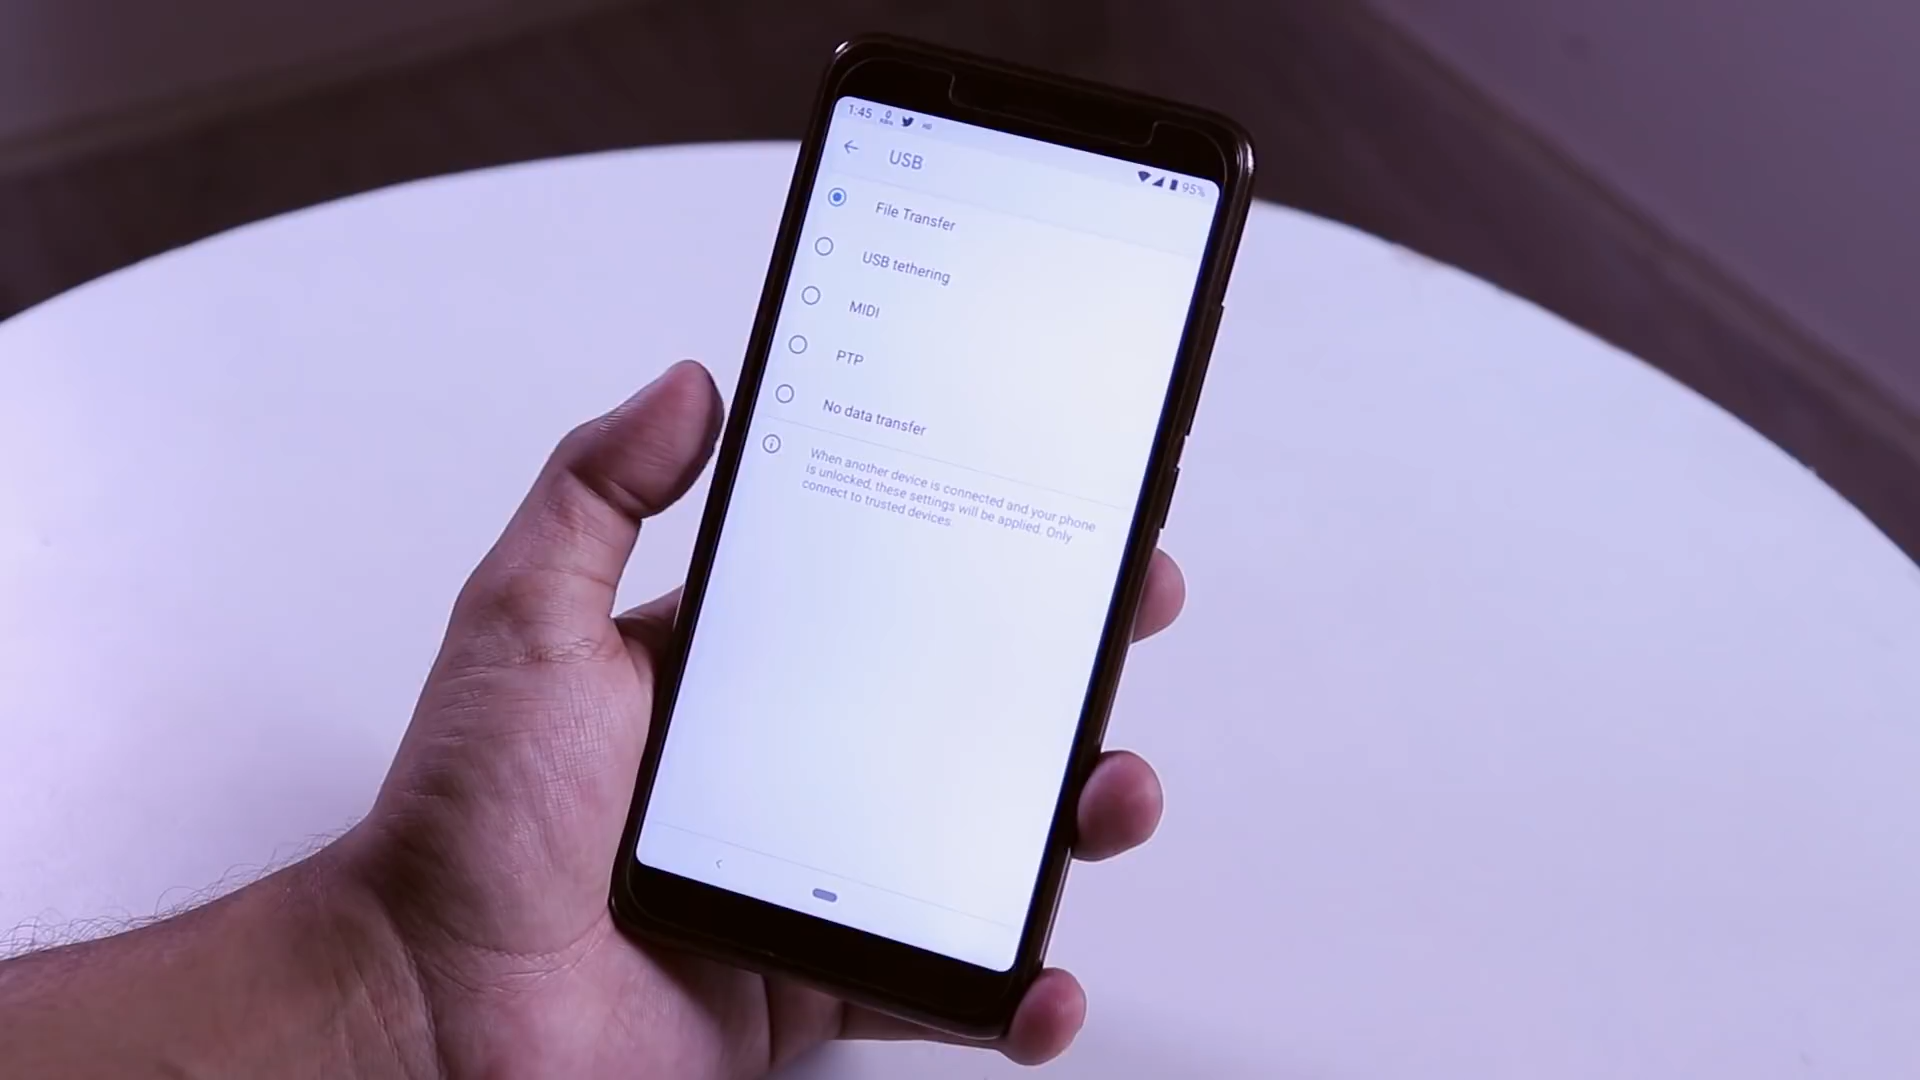 1:45
95%
USB
File Transfer
USB tethering
MIDI
PTP
No data transfer
When another device is connected and your phone
is unlocked, these settings will be applied. Only
connect to trusted devices.